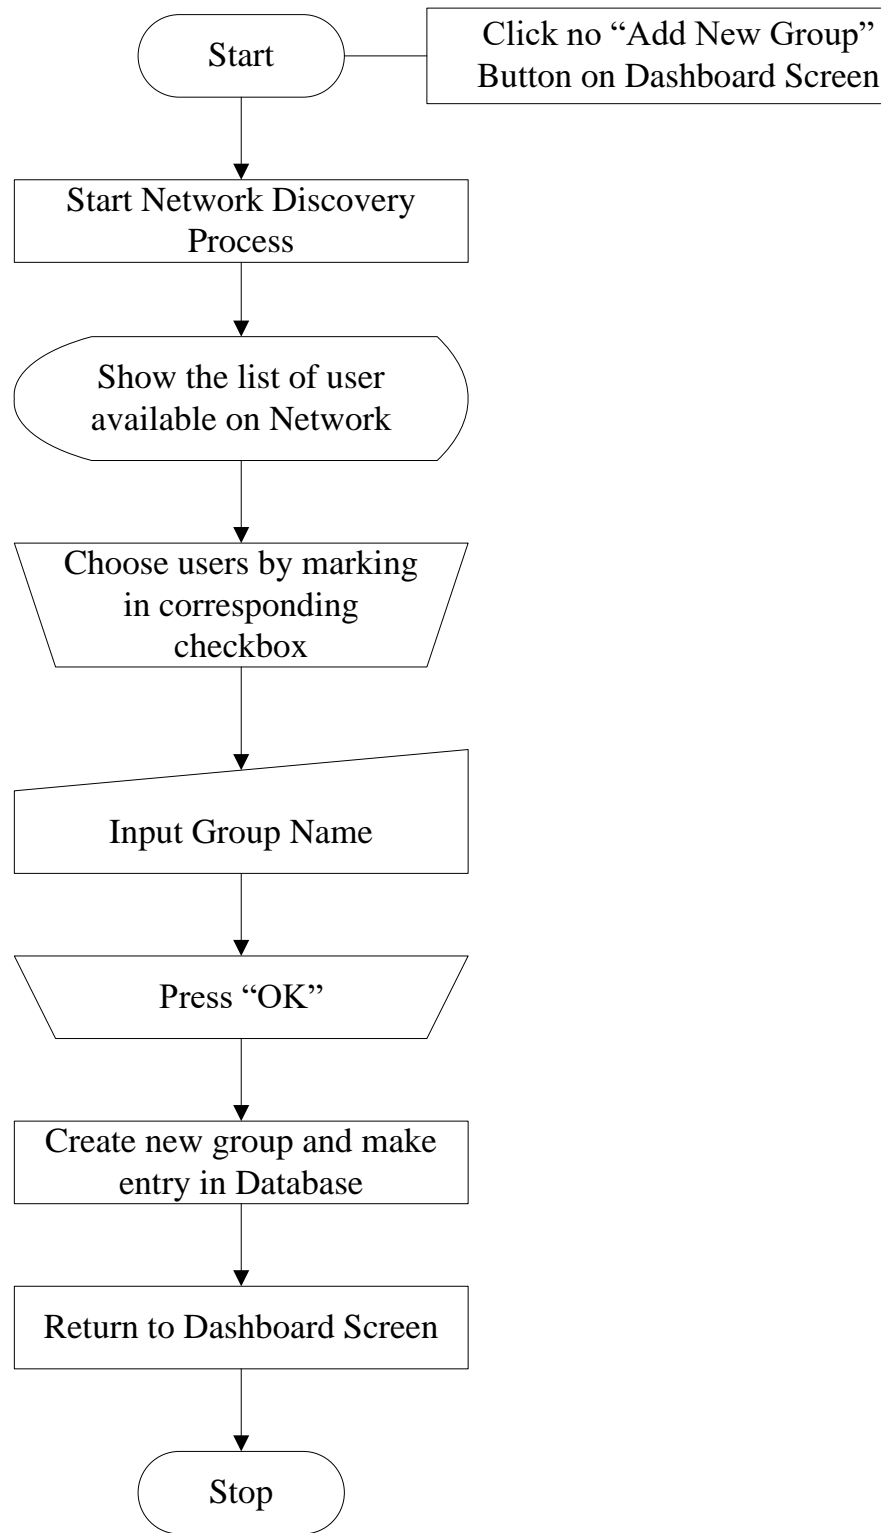 Start
Click no “Add New Group”
Button on Dashboard Screen
Start Network Discovery
Process
Show the list of user
available on Network
Choose users by marking
in corresponding
checkbox
Input Group Name
Press “OK”
Create new group and make
entry in Database
Return to Dashboard Screen
Stop